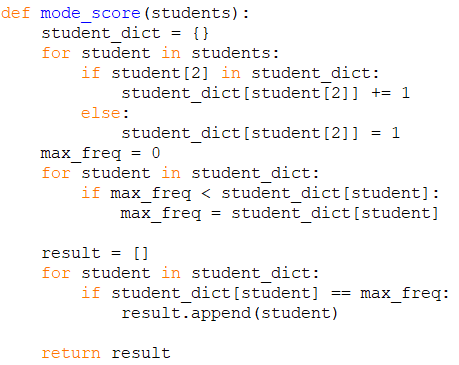 def mode_score(students):
    student_dict = {}
    for student in students:
        if student[2] in student_dict:
            student_dict[student[2]] += 1
        else:
            student_dict[student[2]] = 1
    max_freq = 0
    for student in student_dict:
        if max_freq < student_dict[student]:
            max_freq = student_dict[student]

    result = []
    for student in student_dict:
        if student_dict[student] == max_freq:
            result.append(student)

    return result